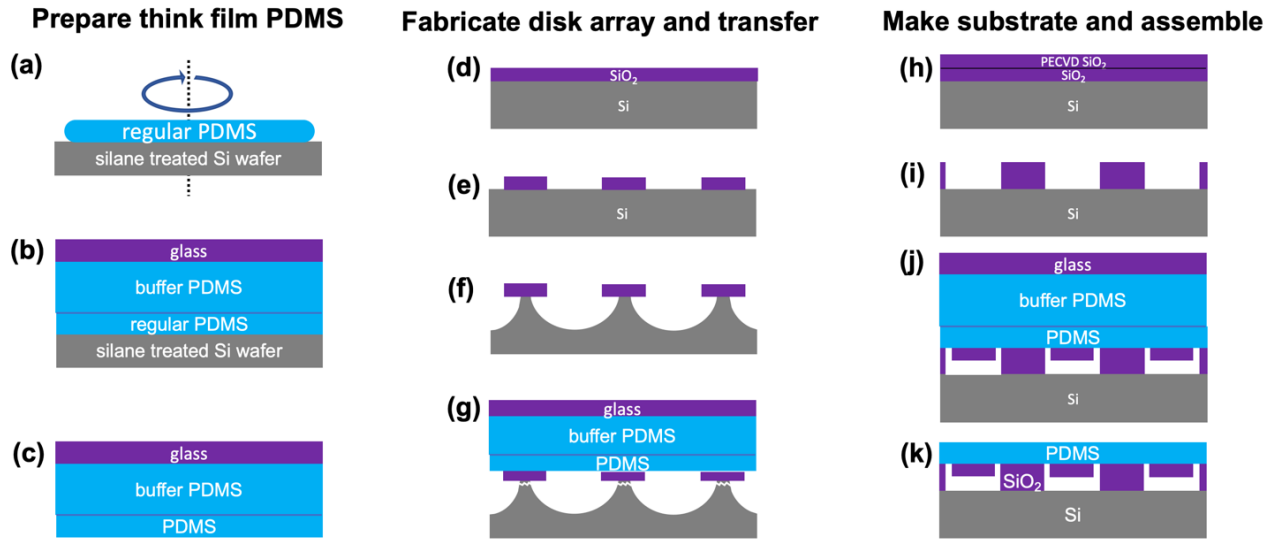 Prepare think film PDMS
(a)
regular PDMS
silane treated Si wafer
(b)
glass
buffer PDMS
regular PDMS
silane treated Si wafer
(c)
glass
buffer PDMS
PDMS
Fabricate disk array and transfer
(d)
SiO₂
Si
(e)
Si
(f)
(g)
glass
buffer PDMS
PDMS
Make substrate and assemble
(h)
PECVD SiO₂
SiO₂
Si
(i)
Si
(j)
glass
buffer PDMS
PDMS
Si
(k)
PDMS
SiO₂
Si